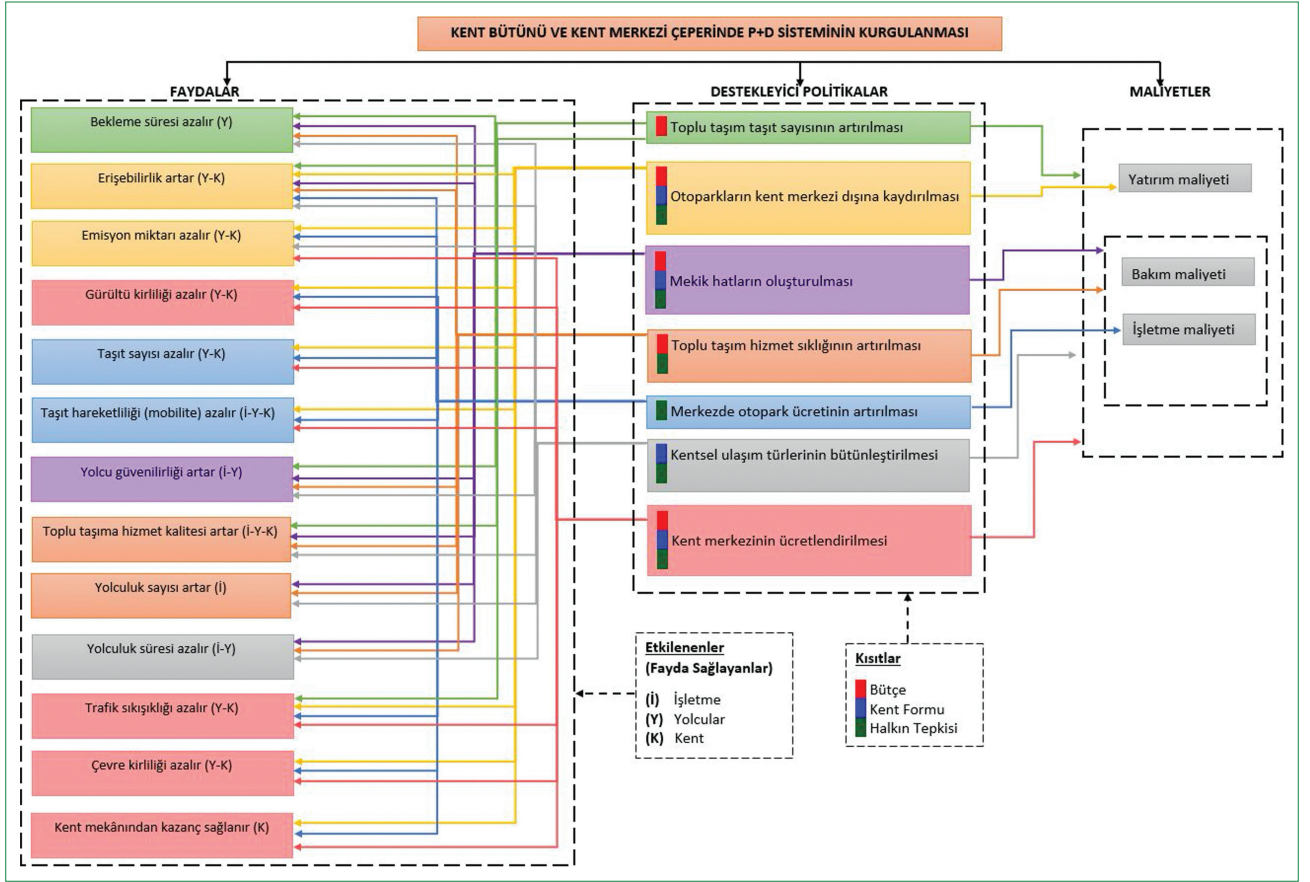 KENT BÜTÜNÜ VE KENT MERKEZİ ÇEPERİNDE P+D SİSTEMİNİN KURGULANMASI
FAYDALAR
Bekleme süresi azalır (Y)
Erişebilirlik artar (Y-K)
Emisyon miktarı azalır (Y-K)
Gürültü kirliliği azalır (Y-K)
Taşıt sayısı azalır (Y-K)
Taşıt hareketliliği (mobilite) azalır (İ-Y-K)
Yolcu güvenilirliği artar (İ-Y)
Toplu taşıma hizmet kalitesi artar (İ-Y-K)
Yolculuk sayısı artar (İ)
Yolculuk süresi azalır (İ-Y)
Trafik sıkışıklığı azalır (Y-K)
Çevre kirliliği azalır (Y-K)
Kent mekânından kazanç sağlanır (K)
DESTEKLEYİCİ POLİTİKALAR
Toplu taşım taşıt sayısının artırılması
Otoparkların kent merkezi dışına kaydırılması
Mekik hatların oluşturulması
Toplu taşım hizmet sıklığının artırılması
Merkezde otopark ücretinin artırılması
Kentsel ulaşım türlerinin bütünleştirilmesi
Kent merkezinin ücretlendirilmesi
MALİYETLER
Yatırım maliyeti
Bakım maliyeti
İşletme maliyeti
Etkilenenler
(Fayda Sağlayanlar)
(İ) İşletme
(Y) Yolcular
(K) Kent
Kısıtlar
Bütçe
Kent Formu
Halkın Tepkisi